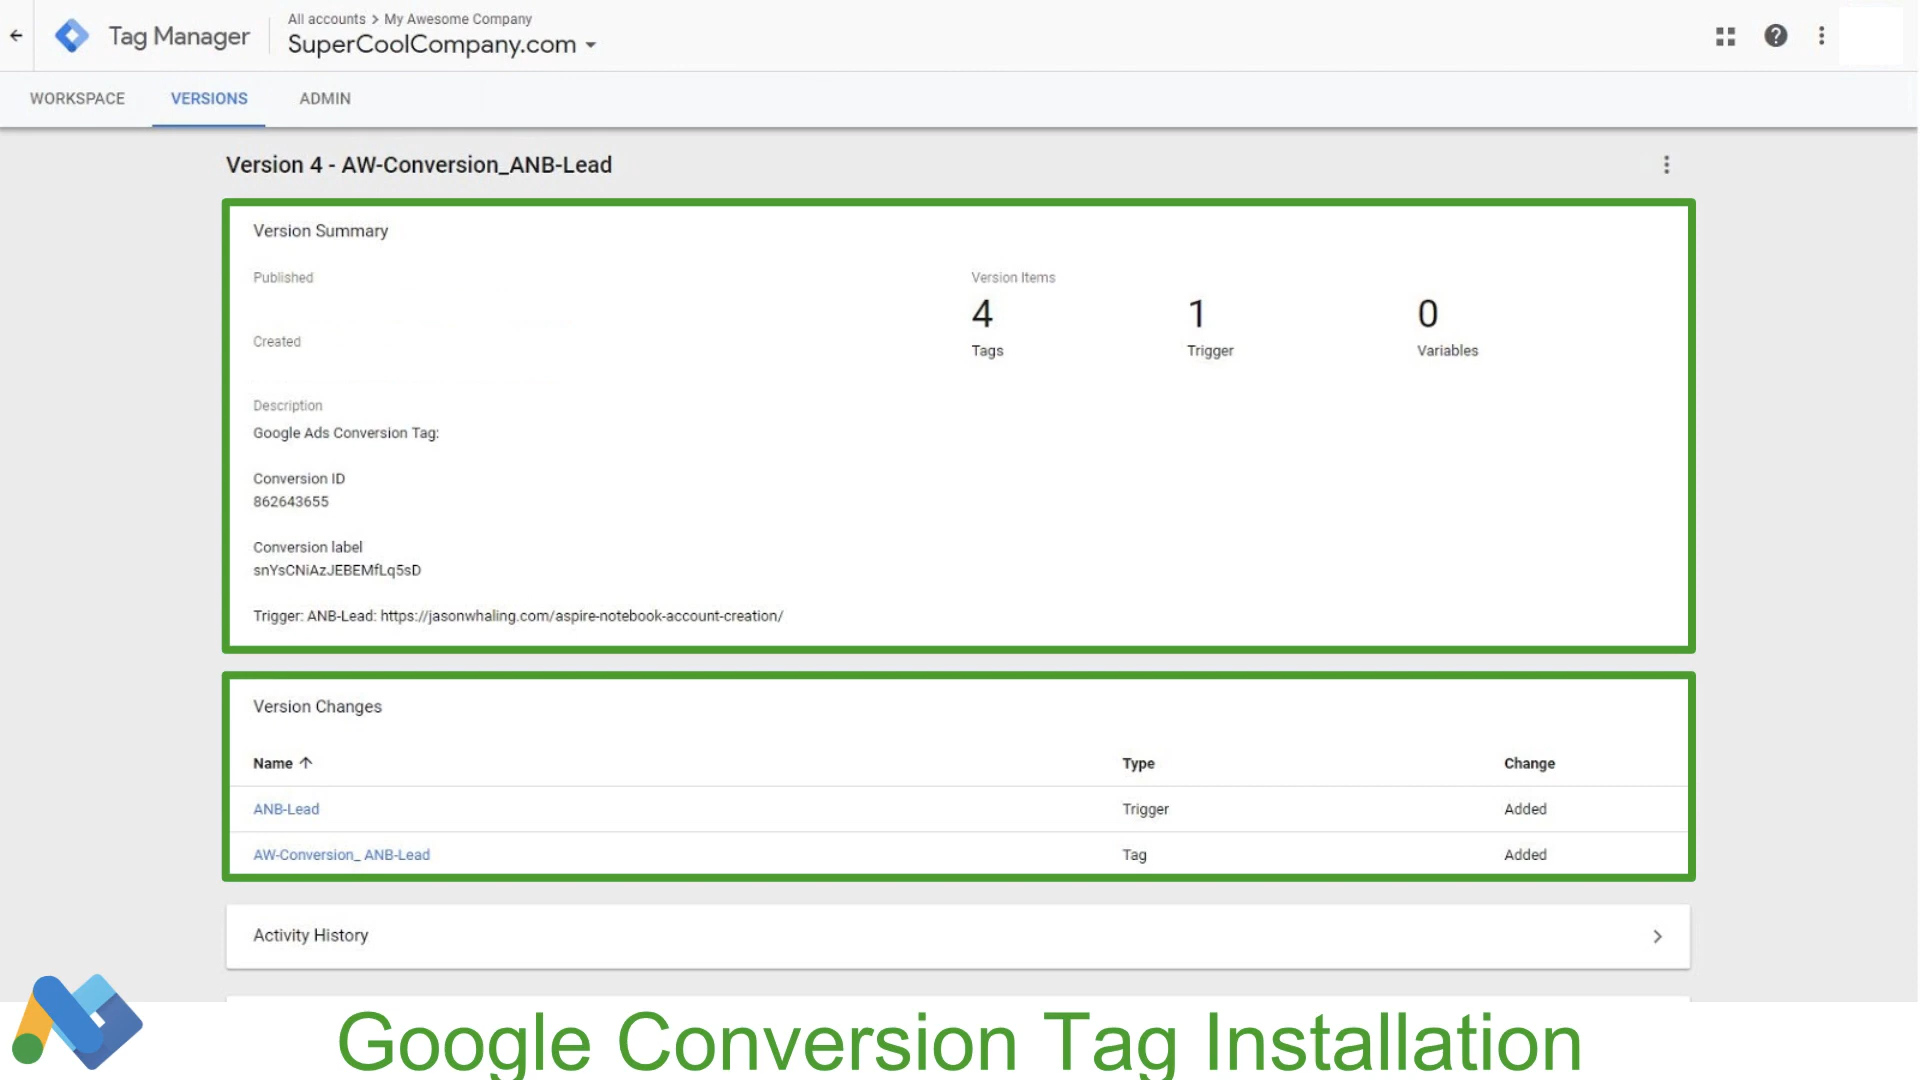 All accounts > My Awesome Company
Tag Manager
SuperCoolCompany.com
WORKSPACE VERSIONS ADMIN
Version 4 - AW-Conversion_ANB-Lead
Version Summary
Published
Version Items
4 1 0
Tags Trigger Variables
Created
Description
Google Ads Conversion Tag:
Conversion ID
862643655
Conversion label
snYsCNiAzJEBEMfLq5sD
Trigger: ANB-Lead: https://jasonwhaling.com/aspire-notebook-account-creation/
Version Changes
Name ↑ Type Change
ANB-Lead Trigger Added
AW-Conversion_ ANB-Lead Tag Added
Activity History
Google Conversion Tag Installation